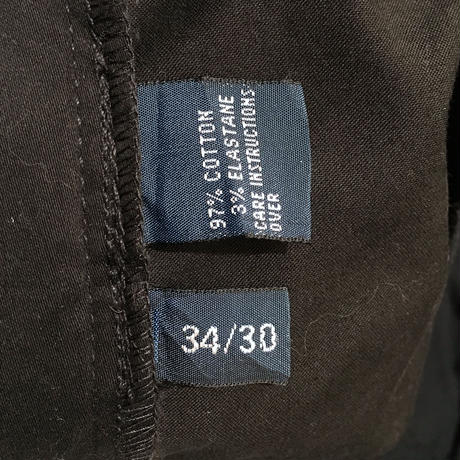 97% COTTON
3% ELASTANE
CARE INSTRUCTIONS
OVER
34/30